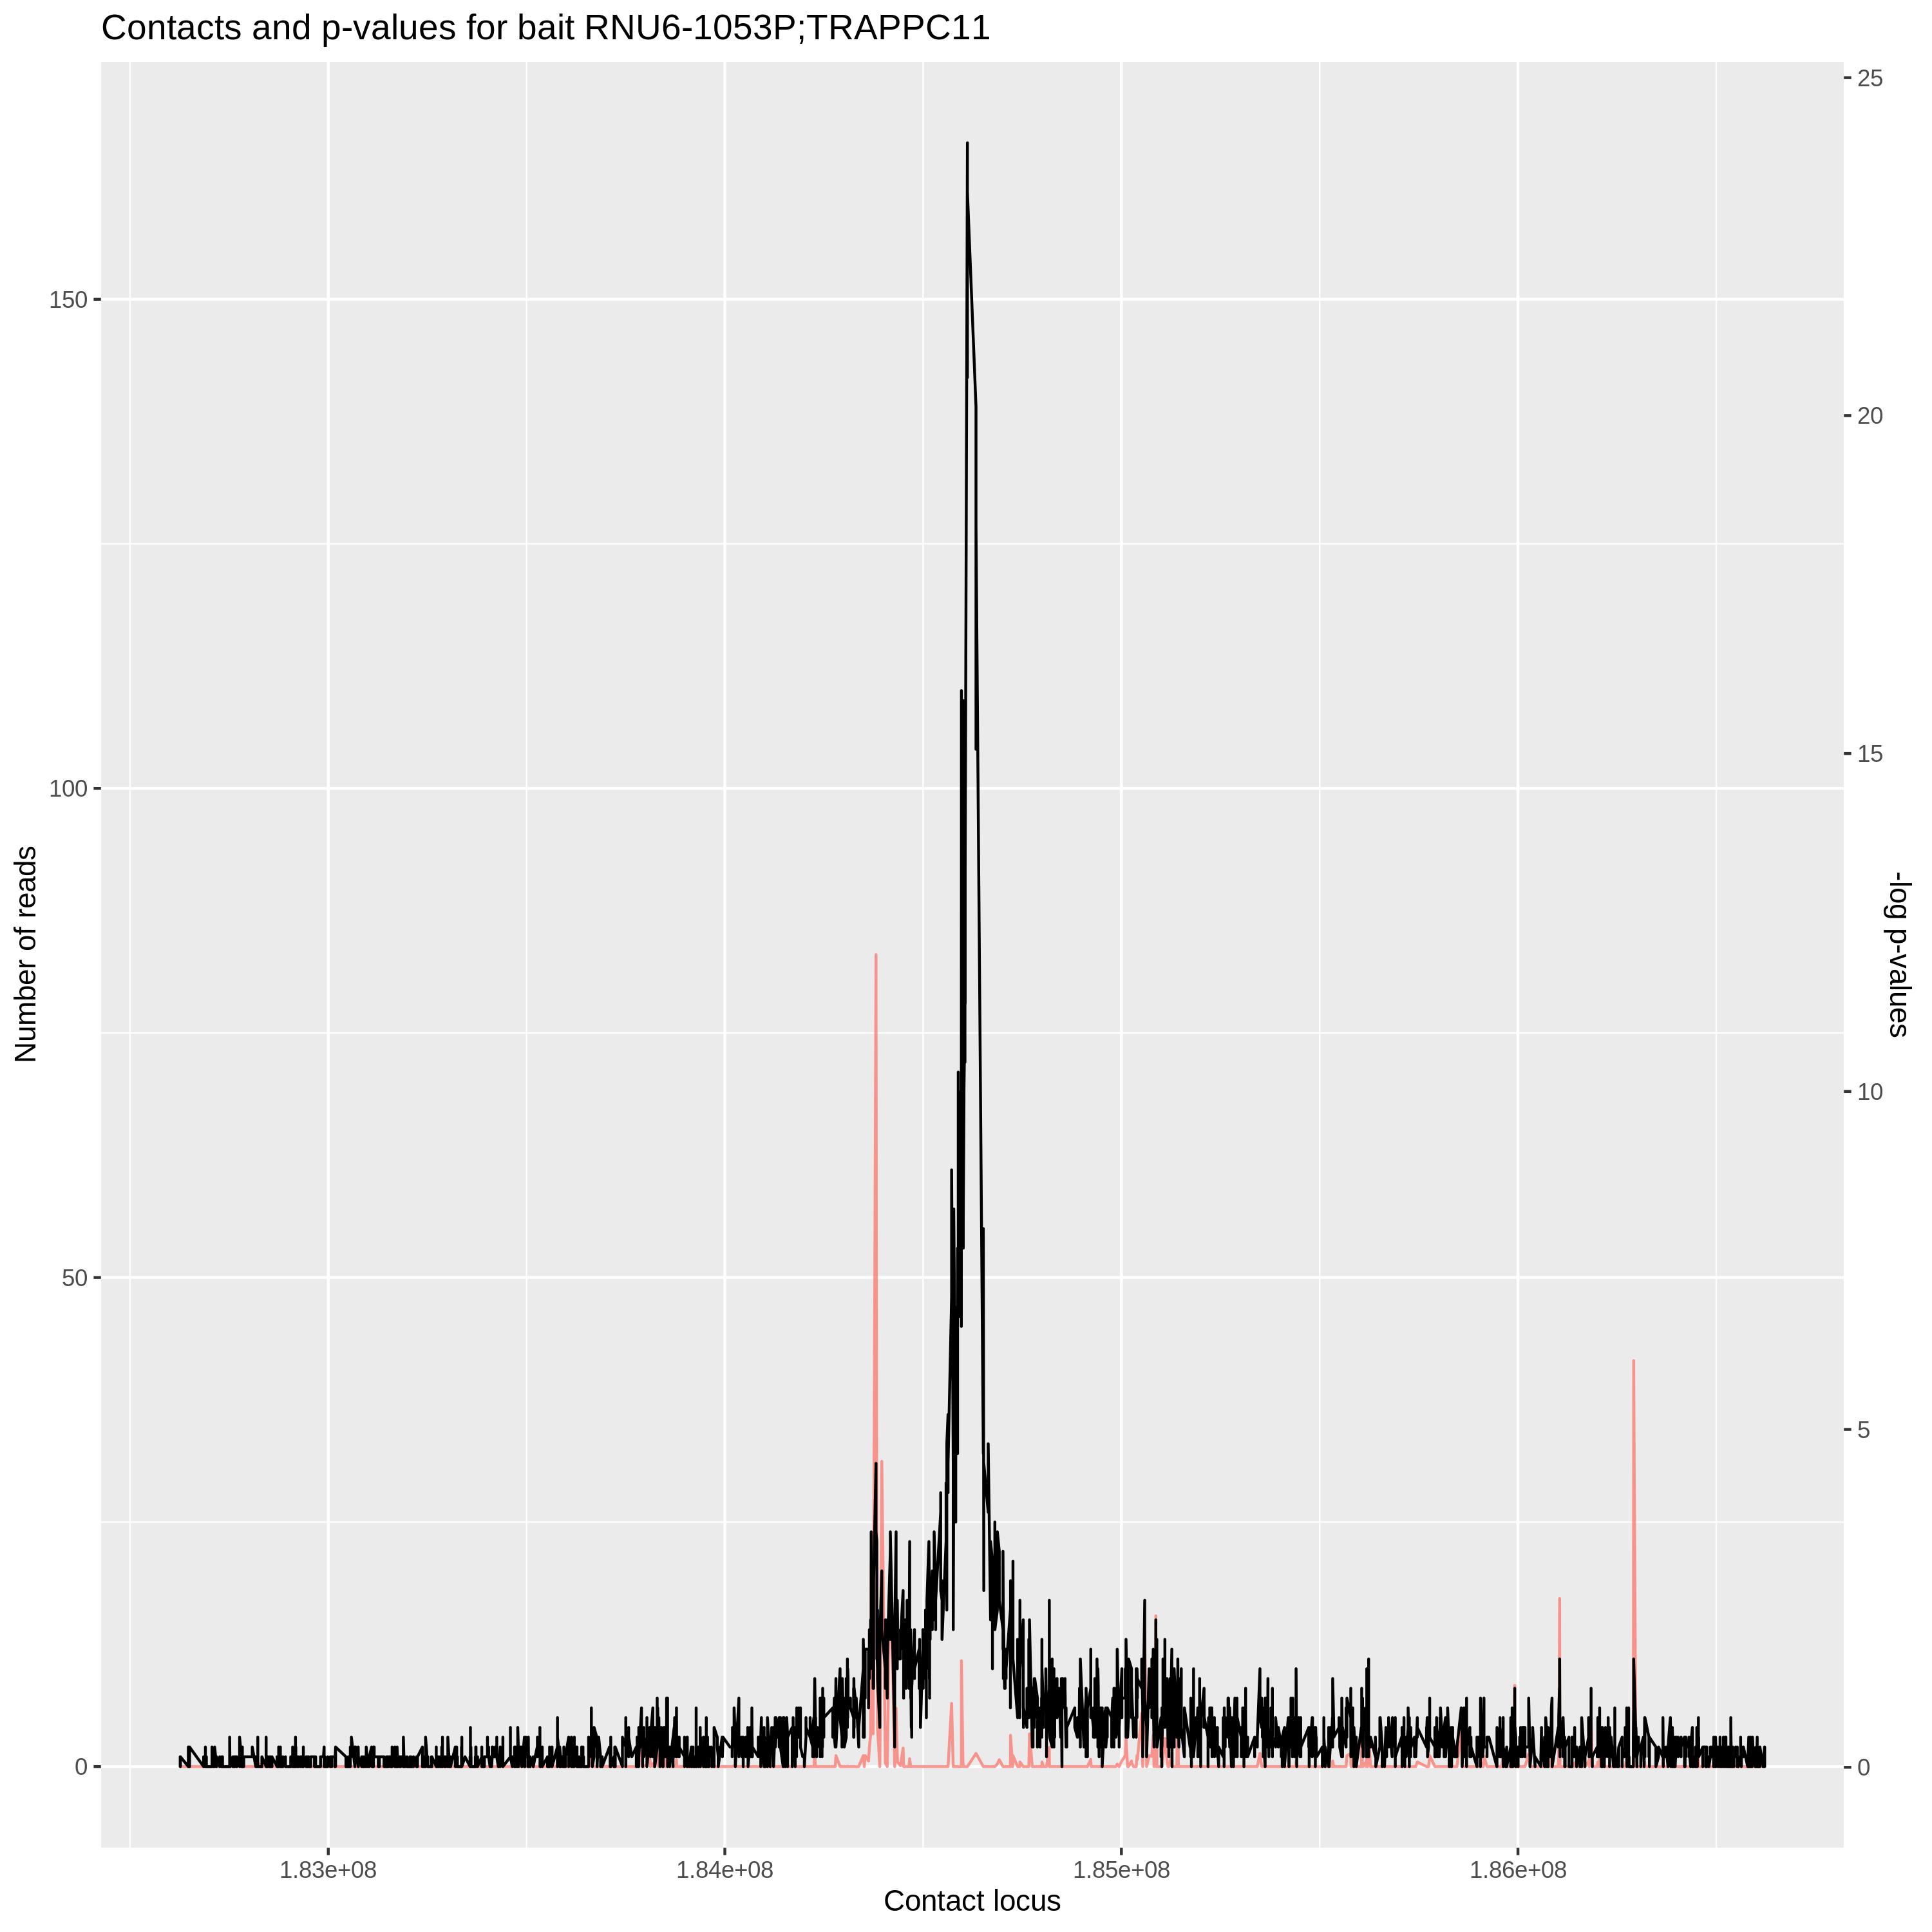 Contacts and p-values for bait RNU6-1053P;TRAPPC11
Number of reads
150
100
50
0
25
20
15
10
5
0
-log p-values
1.83e+08
1.84e+08
1.85e+08
1.86e+08
Contact locus